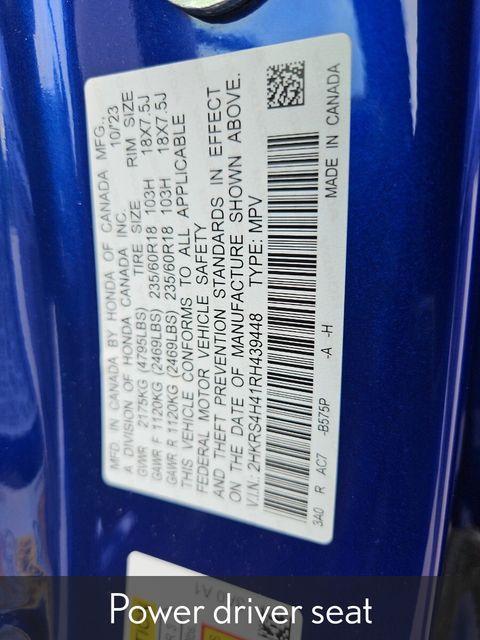 MFD. IN CANADA BY HONDA OF CANADA MFG.,
A DIVISION OF HONDA CANADA INC. 10/23
GVWR 2175KG (4795LBS) TIRE SIZE RIM SIZE
GAWR F 1120KG (2469LBS) 235/60R18 103H 18X7.5J
GAWR R 1120KG (2469LBS) 235/60R18 103H 18X7.5J
THIS VEHICLE CONFORMS TO ALL APPLICABLE
FEDERAL MOTOR VEHICLE SAFETY
AND THEFT PREVENTION STANDARDS IN EFFECT
ON THE DATE OF MANUFACTURE SHOWN ABOVE.
V.I.N.: 2HKRS4H41RH439448 TYPE: MPV
3A0 R AC7 -B575P -A -H MADE IN CANADA
A1
Power driver seat